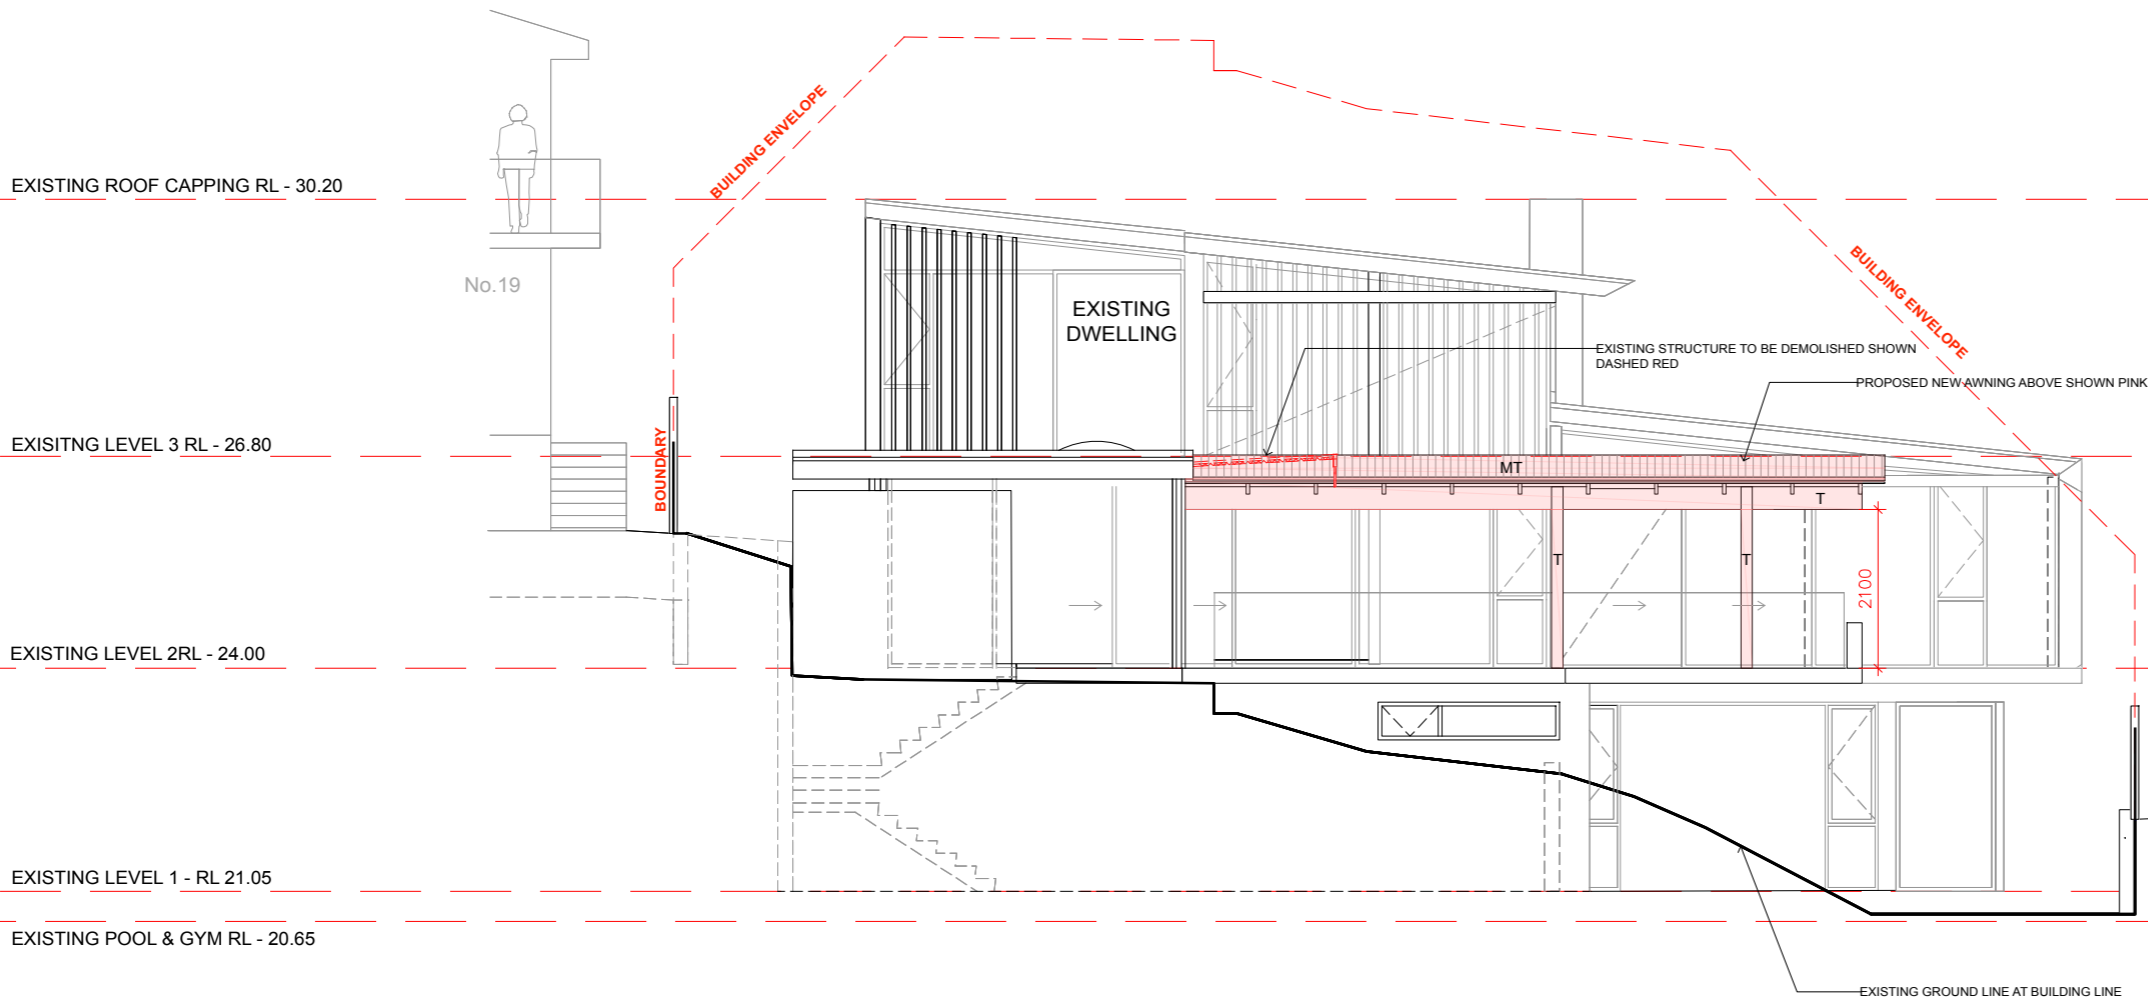 BUILDING ENVELOPE
EXISTING ROOF CAPPING RL - 30.20
No.19
BUILDING ENVELOPE
EXISTING
DWELLING
EXISTING STRUCTURE TO BE DEMOLISHED SHOWN
DASHED RED
PROPOSED NEW AWNING ABOVE SHOWN PINK
EXISITNG LEVEL 3 RL - 26.80
BOUNDARY
MT
T
T
T
2100
EXISTING LEVEL 2RL - 24.00
EXISTING LEVEL 1 - RL 21.05
EXISTING POOL & GYM RL - 20.65
EXISTING GROUND LINE AT BUILDING LINE